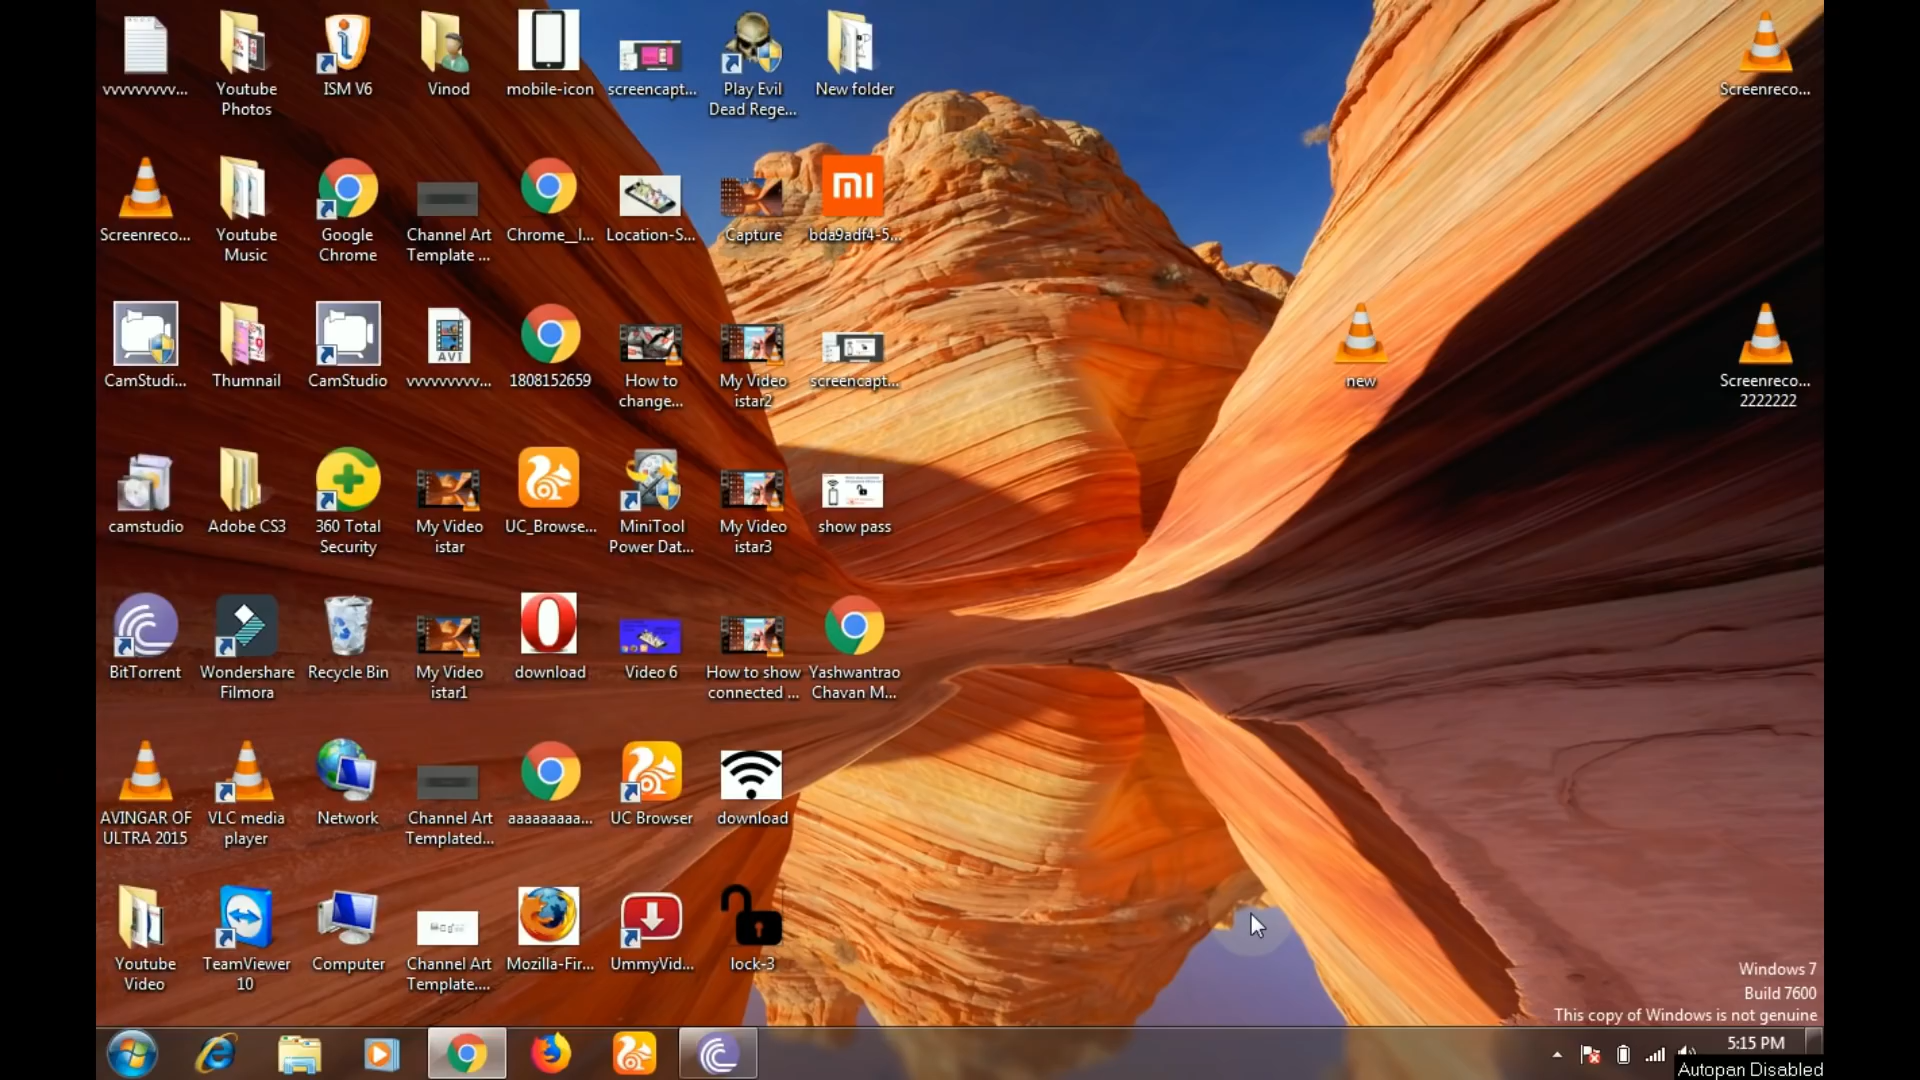 vvvvvvvvv...
Youtube
Photos
ISM V6
Vinod
mobile-icon
screencapt...
Play Evil
Dead Rege...
New folder
Screenreco...
Screenreco...
Youtube
Music
Google
Chrome
Channel Art
Template ...
Chrome__I...
Location-S...
Capture
mi
bda9adf4-5...
CamStudi...
Thumnail
CamStudio
AVI
vvvvvvvvv...
1808152659
How to
change...
My Video
istar2
screencapt...
new
Screenreco...
2222222
camstudio
Adobe CS3
360 Total
Security
My Video
istar
UC_Browse...
MiniTool
Power Dat...
My Video
istar3
show pass
BitTorrent
Wondershare
Filmora
Recycle Bin
My Video
istar1
download
Video 6
How to show
connected ...
Yashwantrao
Chavan M...
AVINGAR OF
ULTRA 2015
VLC media
player
Network
Channel Art
Templated...
aaaaaaaaa...
UC Browser
download
Youtube
Video
TeamViewer
10
Computer
Channel Art
Template....
Mozilla-Fir...
UmmyVid...
lock-3
Windows 7
Build 7600
This copy of Windows is not genuine
5:15 PM
Autopan Disabled